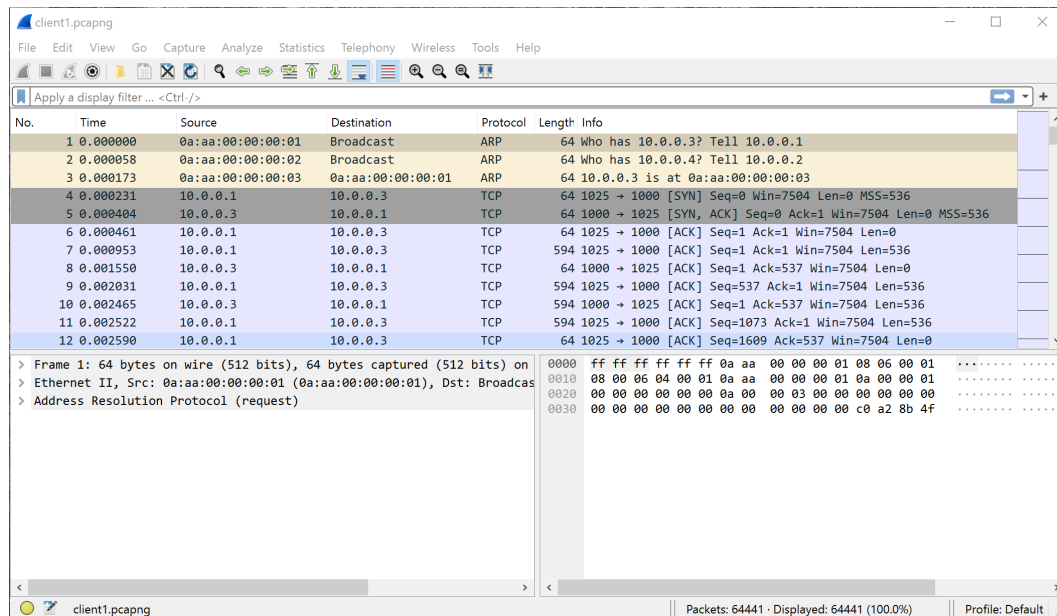 client1.pcapng
File Edit View Go Capture Analyze Statistics Telephony Wireless Tools Help
Apply a display filter ... <Ctrl-/>
No. Time Source Destination Protocol Length Info
1 0.000000 0a:aa:00:00:00:01 Broadcast ARP 64 Who has 10.0.0.3? Tell 10.0.0.1
2 0.000058 0a:aa:00:00:00:02 Broadcast ARP 64 Who has 10.0.0.4? Tell 10.0.0.2
3 0.000173 0a:aa:00:00:00:03 0a:aa:00:00:00:01 ARP 64 10.0.0.3 is at 0a:aa:00:00:00:03
4 0.000231 10.0.0.1 10.0.0.3 TCP 64 1025 → 1000 [SYN] Seq=0 Win=7504 Len=0 MSS=536
5 0.000404 10.0.0.3 10.0.0.1 TCP 64 1000 → 1025 [SYN, ACK] Seq=0 Ack=1 Win=7504 Len=0 MSS=536
6 0.000461 10.0.0.1 10.0.0.3 TCP 64 1025 → 1000 [ACK] Seq=1 Ack=1 Win=7504 Len=0
7 0.000953 10.0.0.1 10.0.0.3 TCP 594 1025 → 1000 [ACK] Seq=1 Ack=1 Win=7504 Len=536
8 0.001550 10.0.0.3 10.0.0.1 TCP 64 1000 → 1025 [ACK] Seq=1 Ack=537 Win=7504 Len=0
9 0.002031 10.0.0.1 10.0.0.3 TCP 594 1025 → 1000 [ACK] Seq=537 Ack=1 Win=7504 Len=536
10 0.002465 10.0.0.3 10.0.0.1 TCP 594 1000 → 1025 [ACK] Seq=1 Ack=537 Win=7504 Len=536
11 0.002522 10.0.0.1 10.0.0.3 TCP 594 1025 → 1000 [ACK] Seq=1073 Ack=1 Win=7504 Len=536
12 0.002590 10.0.0.1 10.0.0.3 TCP 64 1025 → 1000 [ACK] Seq=1609 Ack=537 Win=7504 Len=0
> Frame 1: 64 bytes on wire (512 bits), 64 bytes captured (512 bits) on
> Ethernet II, Src: 0a:aa:00:00:00:01 (0a:aa:00:00:00:01), Dst: Broadcas
> Address Resolution Protocol (request)
0000 ff ff ff ff ff ff 0a aa 00 00 00 01 08 06 00 01 ········ ·····
0010 08 00 06 04 00 01 0a aa 00 00 00 01 0a 00 00 01 ········ ·····
0020 00 00 00 00 00 00 0a 00 00 03 00 00 00 00 00 00 ········ ·····
0030 00 00 00 00 00 00 00 00 00 00 00 00 c0 a2 8b 4f ········ ·····
client1.pcapng
Packets: 64441 · Displayed: 64441 (100.0%)
Profile: Default